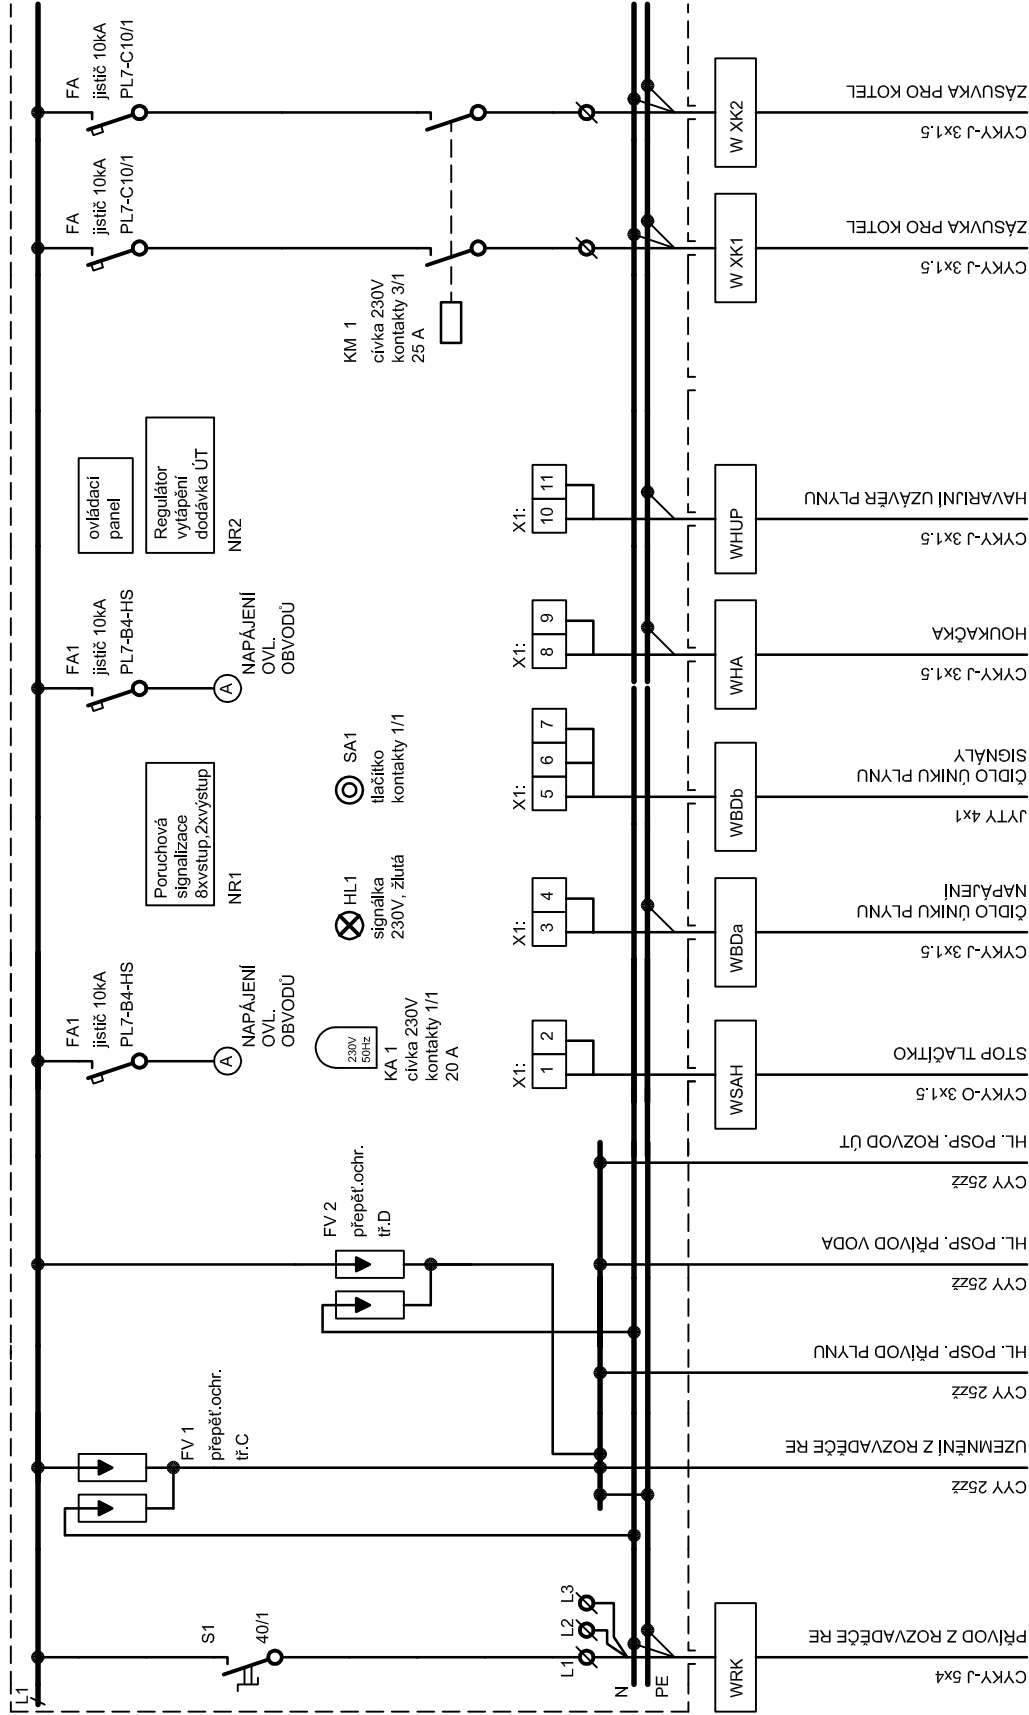 L1
S1
40/1
L1
L2
L3
N
PE
WRK
CYKY-J 5x4
PŘÍVOD Z ROZVADĚČE RE
FV 1
přepěť.ochr.
tř.C
CYY 25zž
UZEMNĚNÍ Z ROZVADĚČE RE
CYY 25zž
HL. POSP. PŘÍVOD PLYNU
FV 2
přepěť.ochr.
tř.D
CYY 25zž
HL. POSP. PŘÍVOD VODA
CYY 25zž
HL. POSP. ROZVOD ÚT
FA1
jistič 10kA
PL7-B4-HS
A
NAPÁJENÍ
OVL.
OBVODŮ
230V
50Hz
KA 1
cívka 230V
kontakty 1/1
20 A
X1:
1 2
WSAH
CYKY-O 3x1.5
STOP TLAČÍTKO
Poruchová
signalizace
8xvstup,2xvýstup
NR1
HL1
signálka
230V, žlutá
X1:
3 4
WBDa
CYKY-J 3x1.5
ČIDLO ÚNIKU PLYNU
NAPÁJENÍ
SA1
tlačítko
kontakty 1/1
X1:
5 6 7
WBDb
JYTY 4x1
ČIDLO ÚNIKU PLYNU
SIGNÁLY
FA1
jistič 10kA
PL7-B4-HS
A
NAPÁJENÍ
OVL.
OBVODŮ
X1:
8 9
WHA
CYKY-J 3x1.5
HOUKAČKA
ovládací
panel
Regulátor
vytápění
dodávka ÚT
NR2
X1:
10 11
WHUP
CYKY-J 3x1.5
HAVARIJNÍ UZÁVĚR PLYNU
KM 1
cívka 230V
kontakty 3/1
25 A
FA
jistič 10kA
PL7-C10/1
W XK1
CYKY-J 3x1.5
ZÁSUVKA PRO KOTEL
FA
jistič 10kA
PL7-C10/1
W XK2
CYKY-J 3x1.5
ZÁSUVKA PRO KOTEL